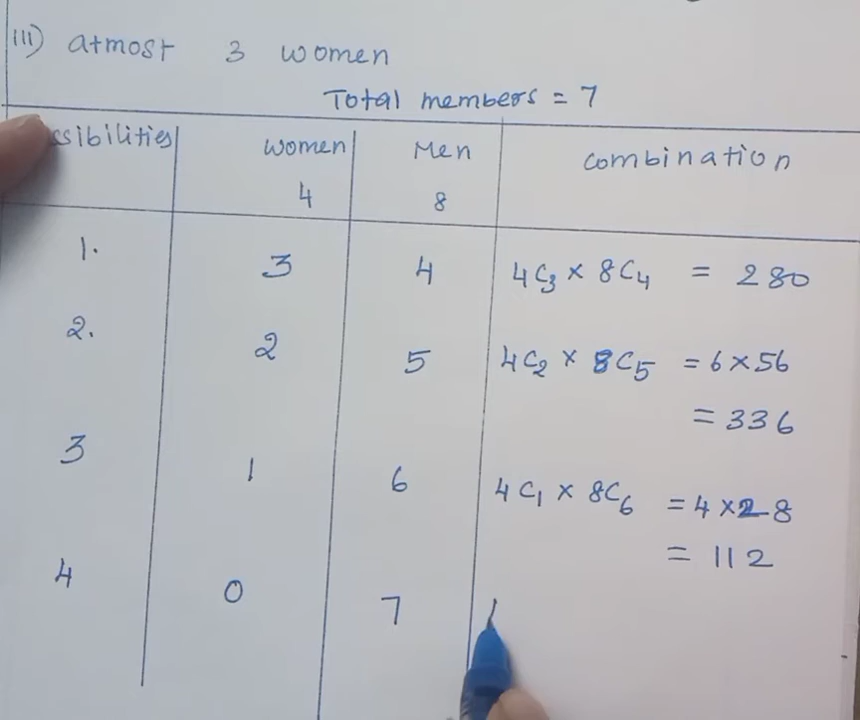 III) atmost 3 women
Total members = 7
ssibilities women Men combination
4 8
1. 3 4 4C3 × 8C4 = 280
2. 2 5 4C2 × 8C5 = 6×56
= 336
3 1 6 4C1 × 8C6 = 4×28
= 112
4 0 7